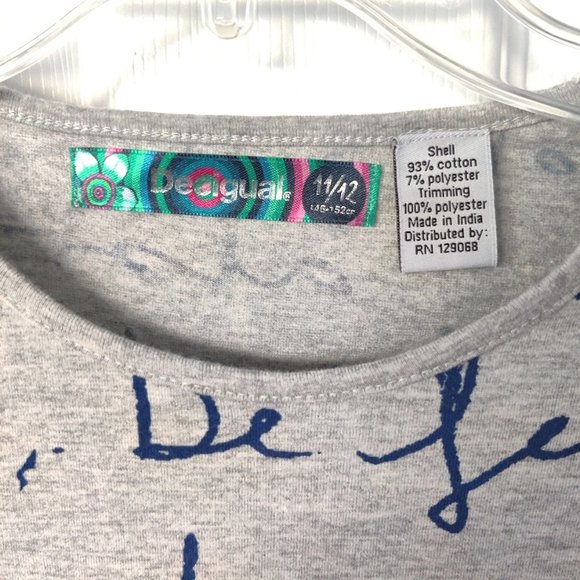 Desigual®
11/12
146-152cm
Shell
93% cotton
7% polyester
Trimming
100% polyester
Made in India
Distributed by:
RN 129068
De fe